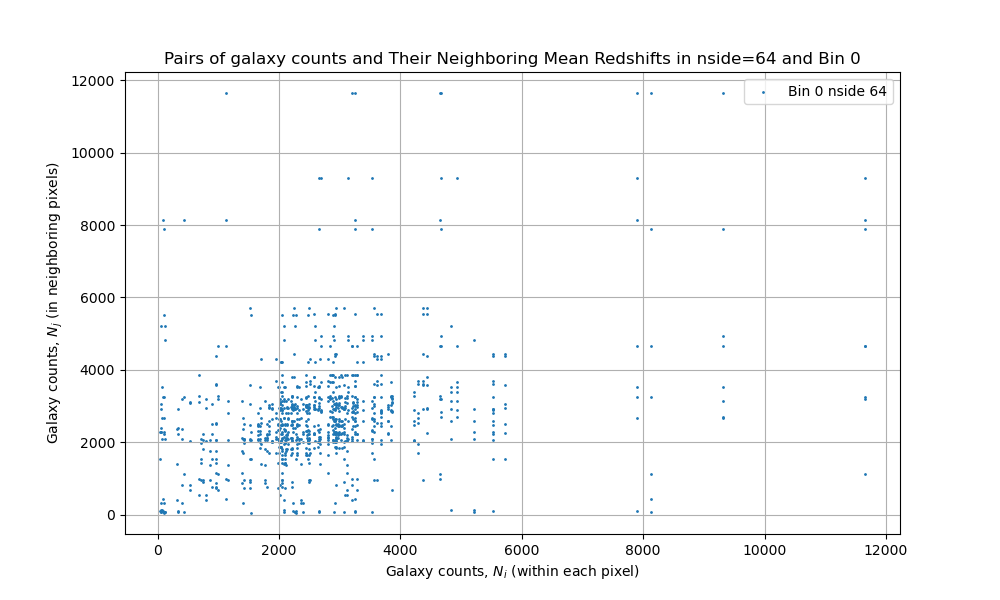 Pairs of galaxy counts and Their Neighboring Mean Redshifts in nside=64 and Bin 0
Bin 0 nside 64
12000
10000
8000
6000
4000
2000
0
Galaxy counts, Nj (in neighboring pixels)
0 2000 4000 6000 8000 10000 12000
Galaxy counts, Ni (within each pixel)